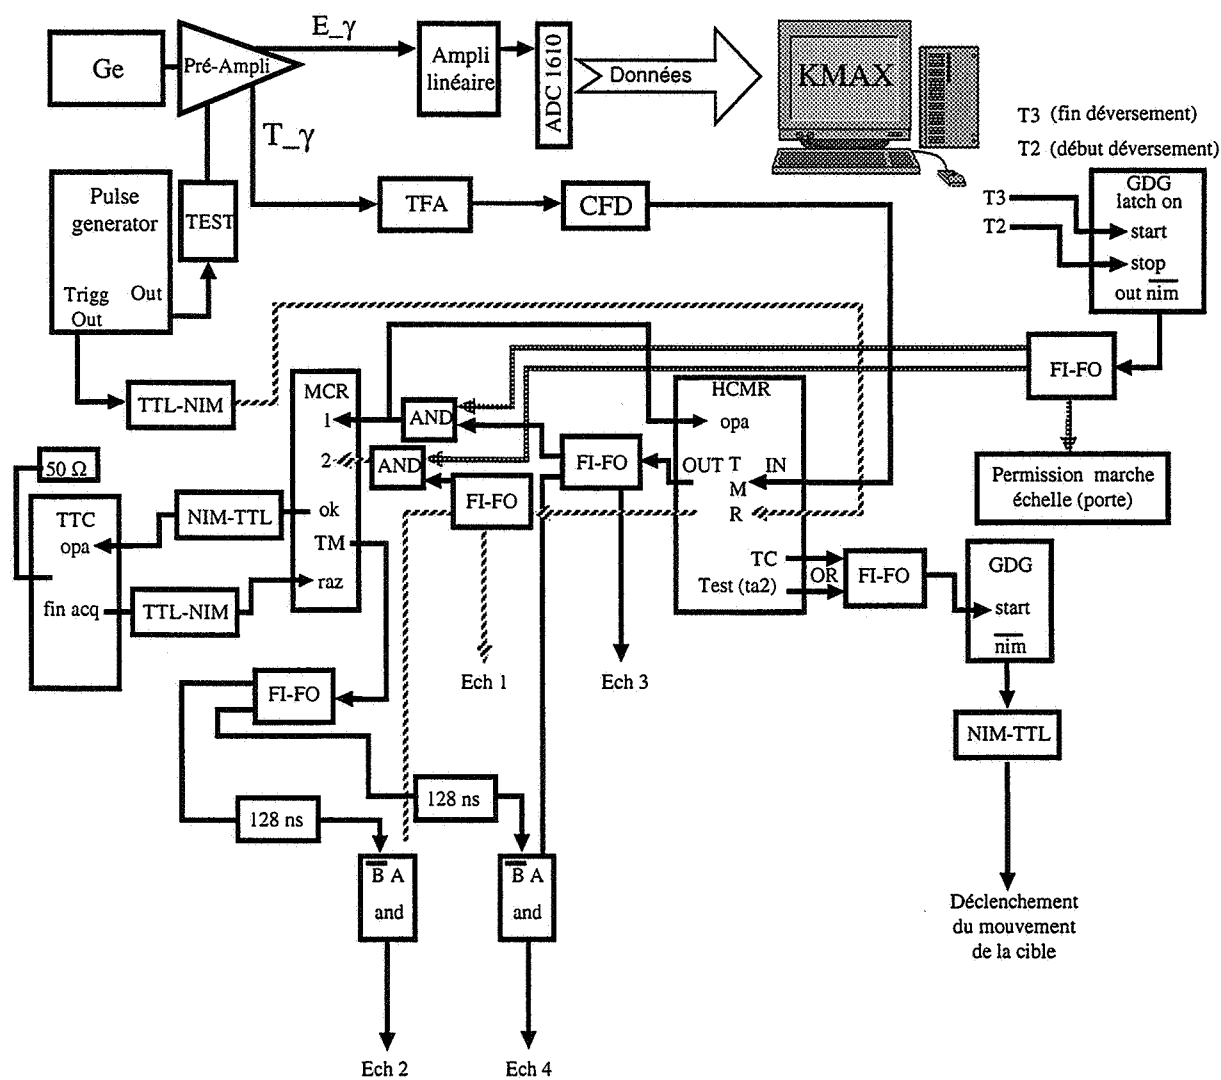 E_γ
Ge
Pré-Ampli
Ampli
linéaire
ADC 1610
Données
KMAX
T3 (fin déversement)
T2 (début déversement)
T_γ
Pulse
generator
TEST
Trigg
Out
Out
TFA
CFD
T3
T2
GDG
latch on
start
stop
out nim
FI-FO
TTL-NIM
MCR
1
2
ok
TM
raz
AND
AND
FI-FO
FI-FO
HCMR
opa
OUT T IN
M
R
TC
Test (ta2)
OR
FI-FO
Permission marche
échelle (porte)
50 Ω
TTC
opa
fin acq
NIM-TTL
TTL-NIM
GDG
start
nim
NIM-TTL
Ech 1
Ech 3
FI-FO
128 ns
128 ns
B A
and
B A
and
Déclenchement
du mouvement
de la cible
Ech 2
Ech 4